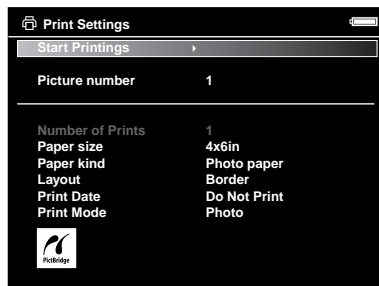 Print Settings
Start Printings
Picture number 1
Number of Prints 1
Paper size 4x6in
Paper kind Photo paper
Layout Border
Print Date Do Not Print
Print Mode Photo
PictBridge